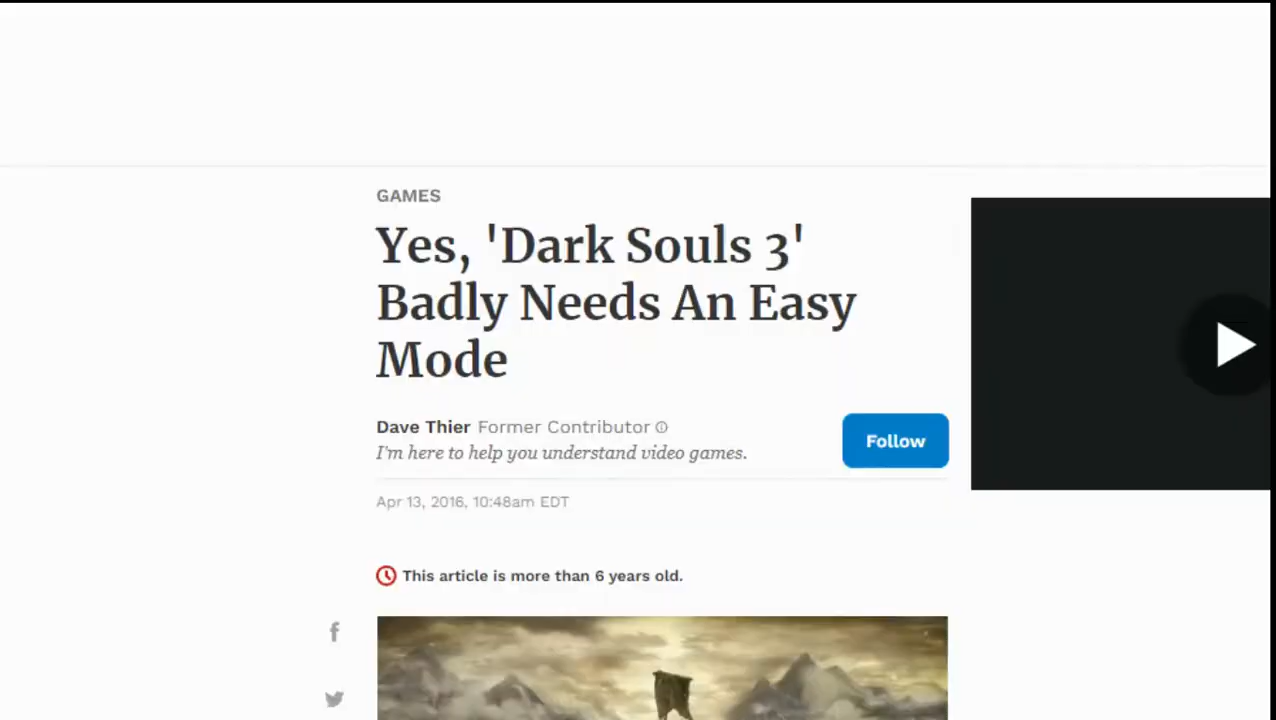 GAMES
Yes, 'Dark Souls 3'
Badly Needs An Easy
Mode
Dave Thier Former Contributor
I'm here to help you understand video games.
Follow
Apr 13, 2016, 10:48am EDT
This article is more than 6 years old.